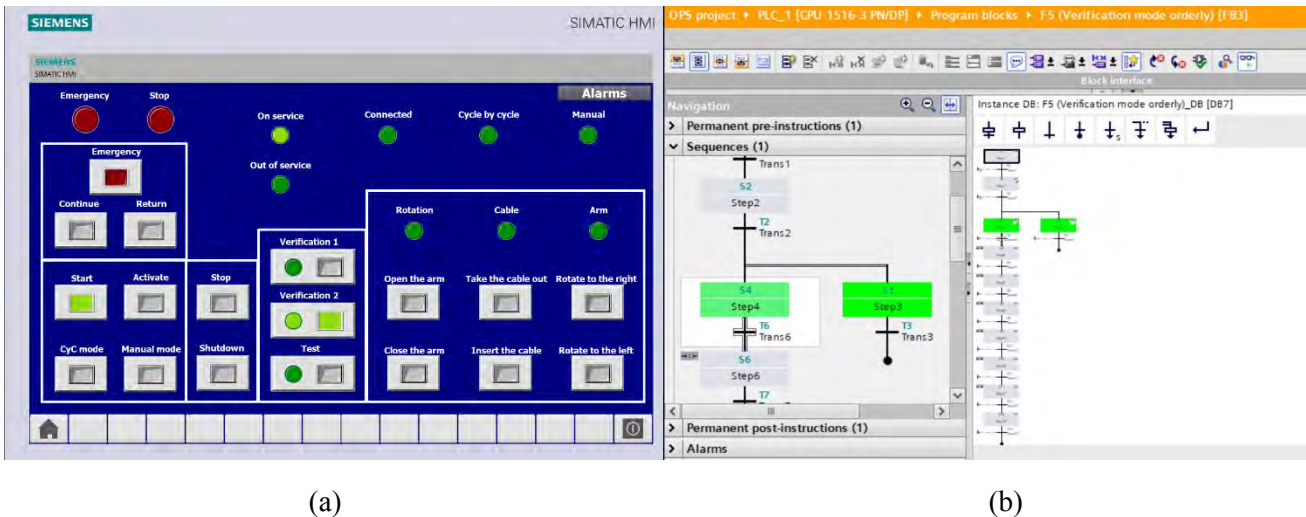 SIEMENS
SIMATIC HMI
SIEMENS
SIMATIC HMI
Alarms
Emergency
Stop
On service
Connected
Cycle by cycle
Manual
Out of service
Emergency
Continue
Return
Rotation
Cable
Arm
Verification 1
Start
Activate
Stop
Open the arm
Take the cable out
Rotate to the right
Verification 2
CyC mode
Manual mode
Shutdown
Test
Close the arm
Insert the cable
Rotate to the left
(a)
OPS project PLC_1 [CPU 1516-3 PN/DP] Program blocks F5 (Verification mode orderly) [FB3]
Block interface
Navigation
Instance DB: F5 (Verification mode orderly)_DB [DB7]
Permanent pre-instructions (1)
Sequences (1)
Trans1
S2
Step2
T2
Trans2
S4
Step4
S3
Step3
T6
Trans6
T3
Trans3
S6
Step6
T7
Permanent post-instructions (1)
Alarms
(b)